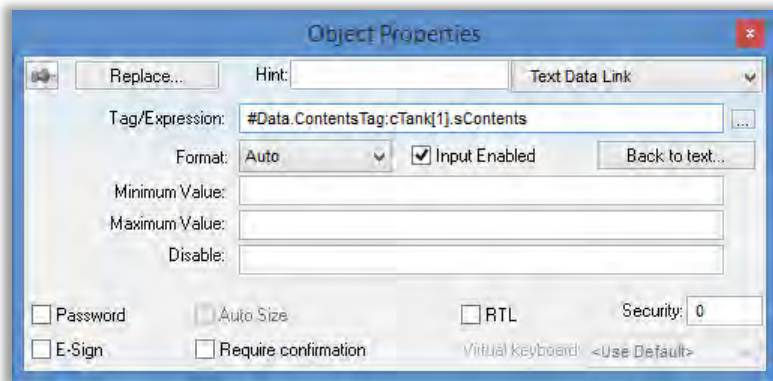 Object Properties
Replace... Hint: Text Data Link
Tag/Expression: #Data.ContentsTag:cTank[1].sContents ...
Format: Auto Input Enabled Back to text...
Minimum Value:
Maximum Value:
Disable:
Password Auto Size RTL Security: 0
E-Sign Require confirmation Virtual keyboard: <Use Default>